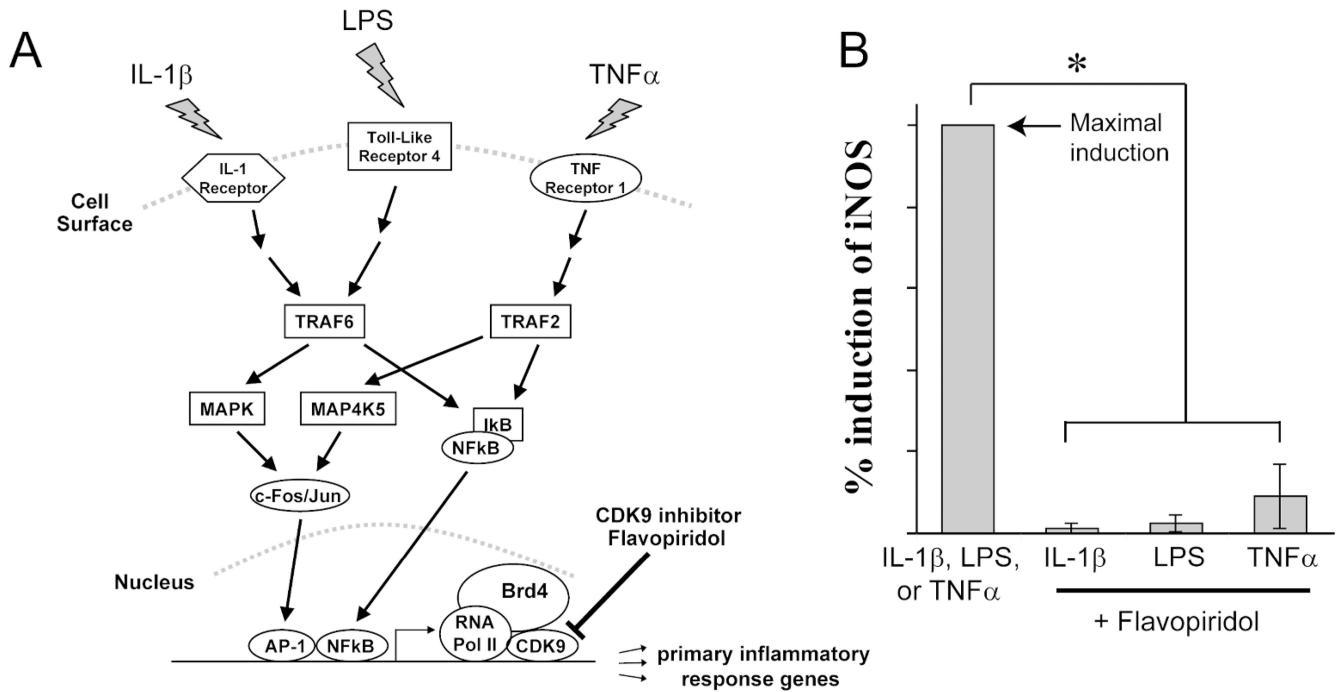 A
LPS
IL-1β
TNFα
Toll-Like
Receptor 4
IL-1
Receptor
TNF
Receptor 1
Cell
Surface
TRAF6
TRAF2
MAPK
MAP4K5
IkB
NFkB
c-Fos/Jun
CDK9 inhibitor
Flavopiridol
Nucleus
Brd4
RNA
Pol II
CDK9
AP-1
NFkB
primary inflammatory
response genes
B
*
Maximal
induction
% induction of iNOS
IL-1β, LPS,
or TNFα
IL-1β
LPS
TNFα
+ Flavopiridol